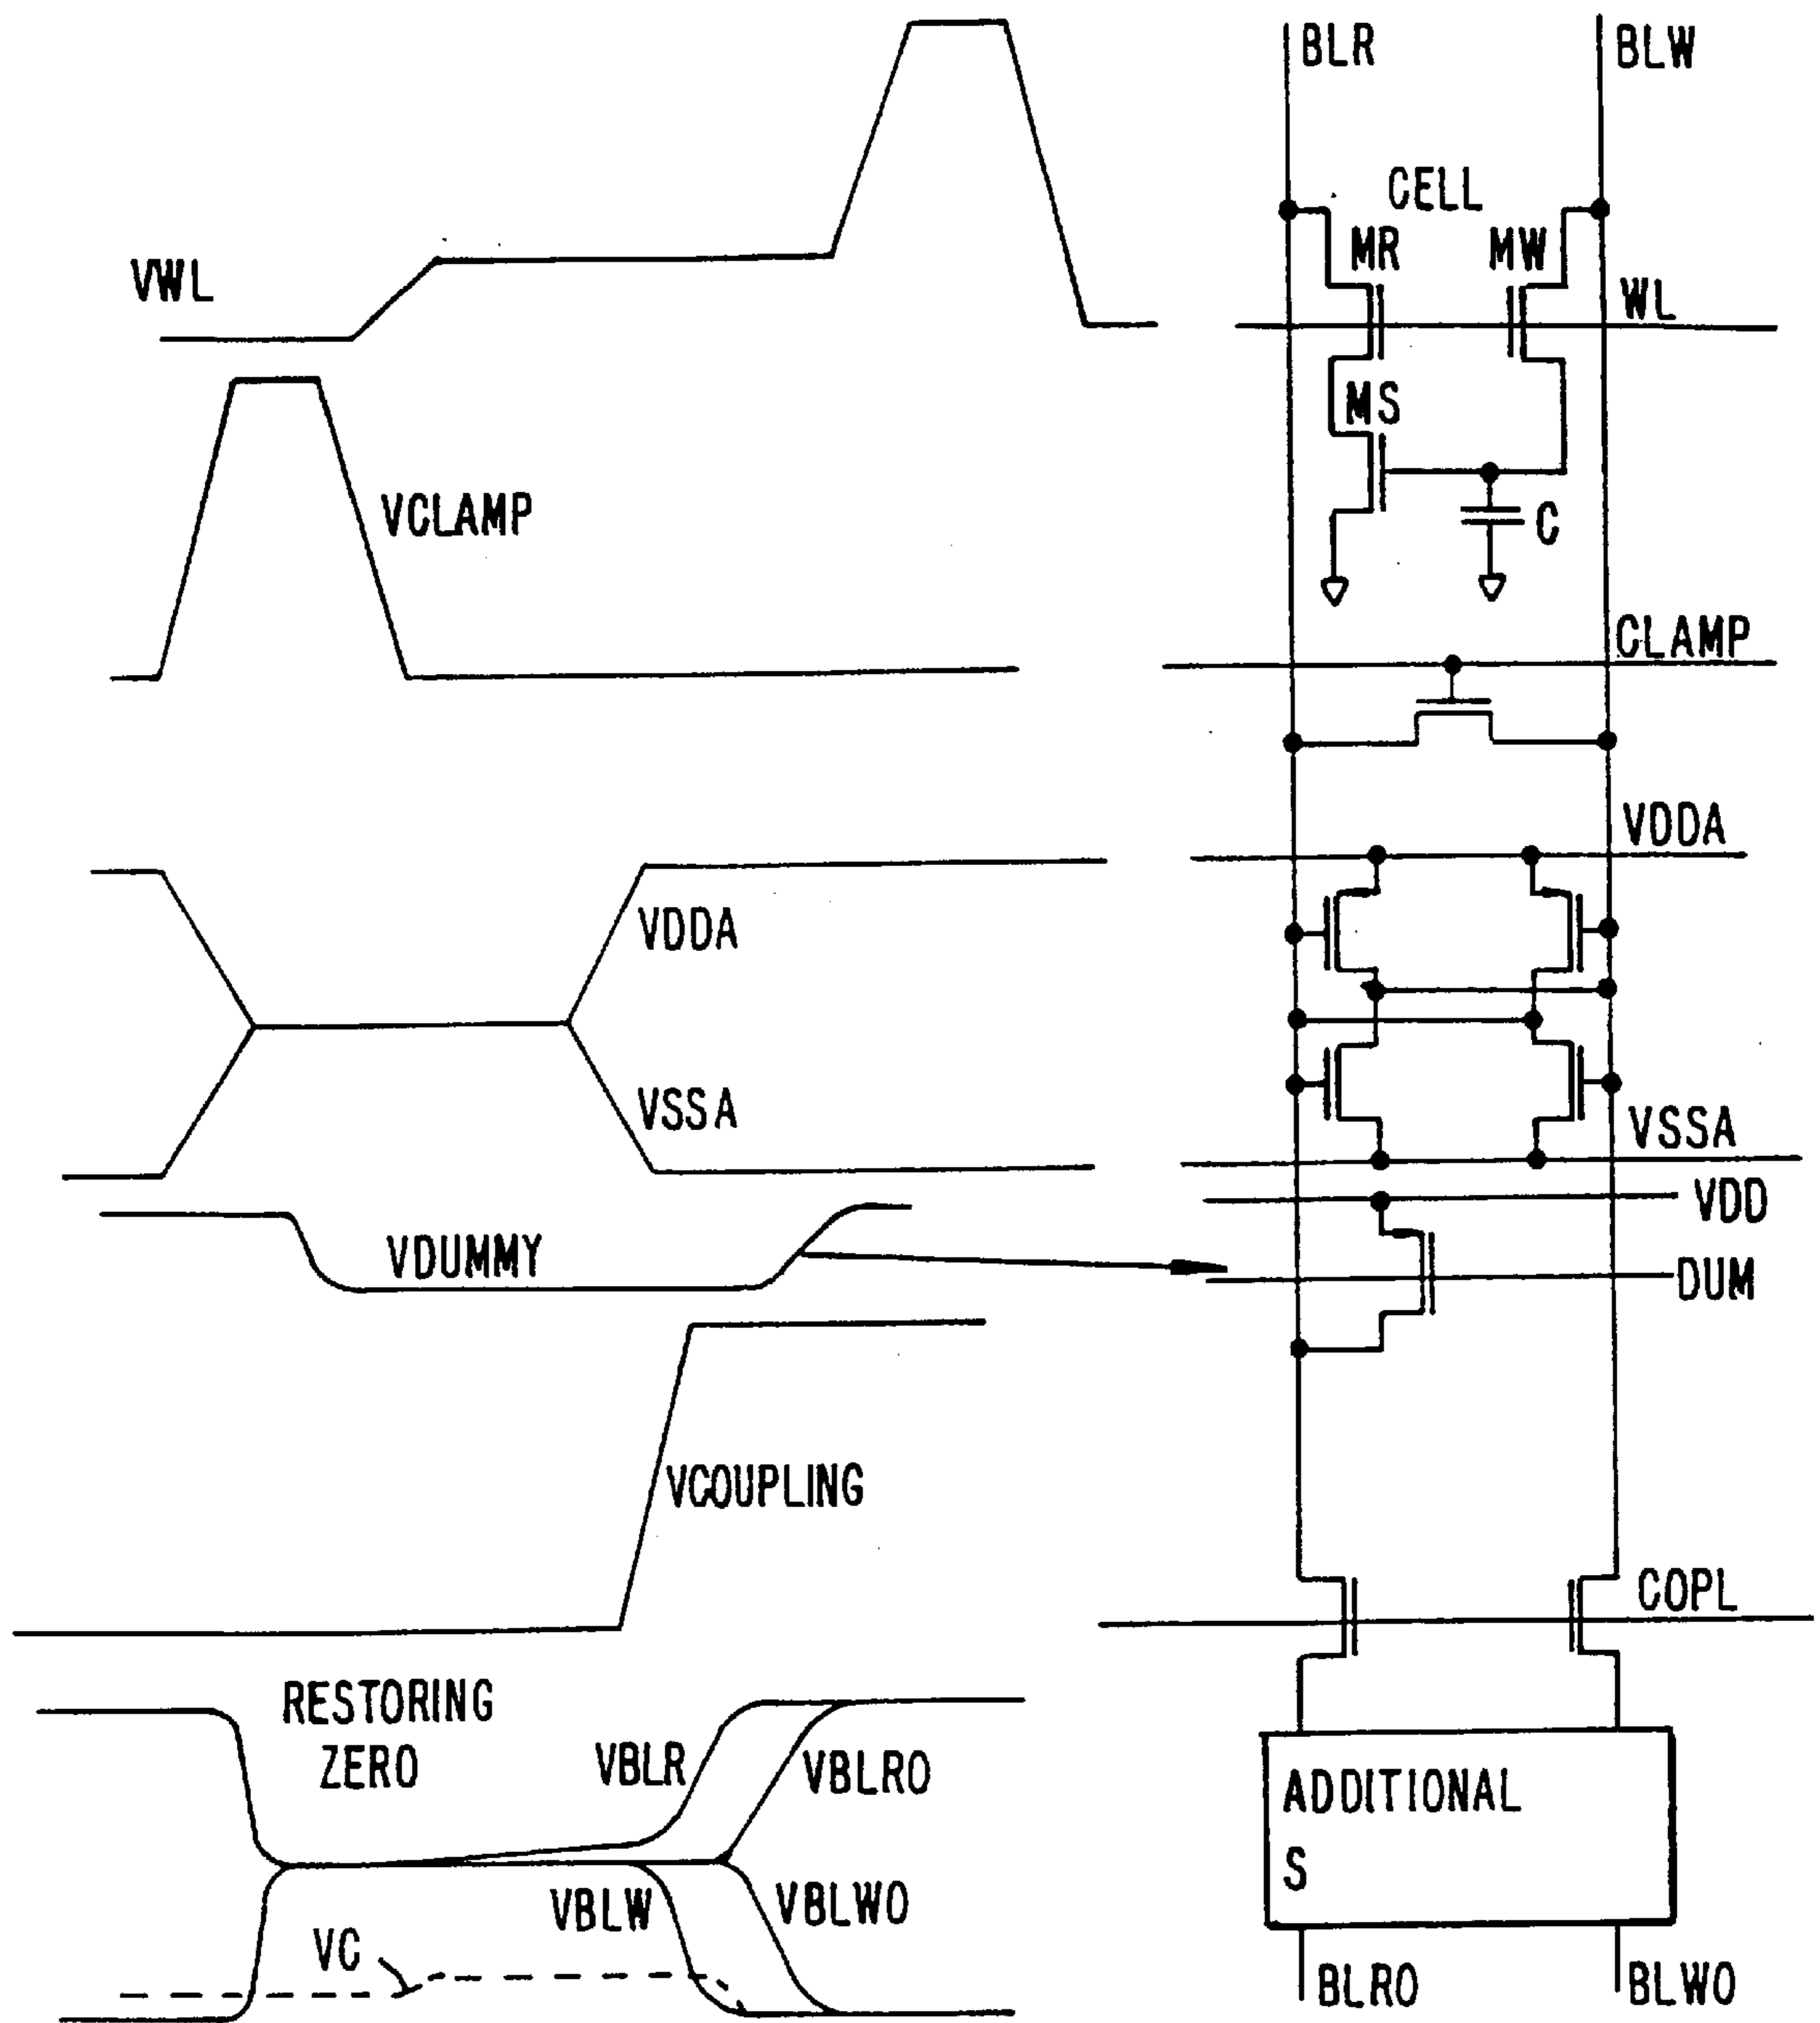 BLR
BLW
CELL
MR
MW
VWL
WL
MS
VCLAMP
C
CLAMP
VDDA
VDDA
VSSA
VSSA
VDD
VDUMMY
DUM
VCOUPLING
COPL
RESTORING
ZERO
VBLR
VBLRO
ADDITIONAL
S
VBLW
VBLWO
VC
BLRO
BLWO